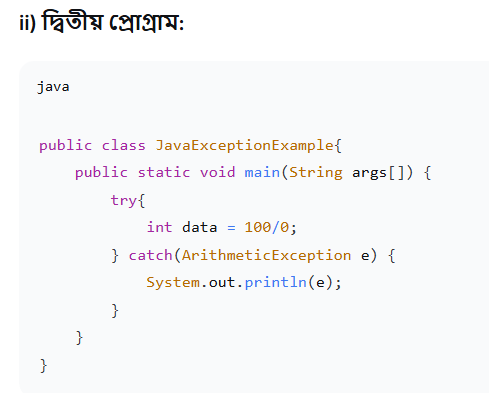 ii) দ্বিতীয় প্রোগ্রাম:
java
public class JavaExceptionExample{
    public static void main(String args[]) {
        try{
            int data = 100/0;
        } catch(ArithmeticException e) {
            System.out.println(e);
        }
    }
}